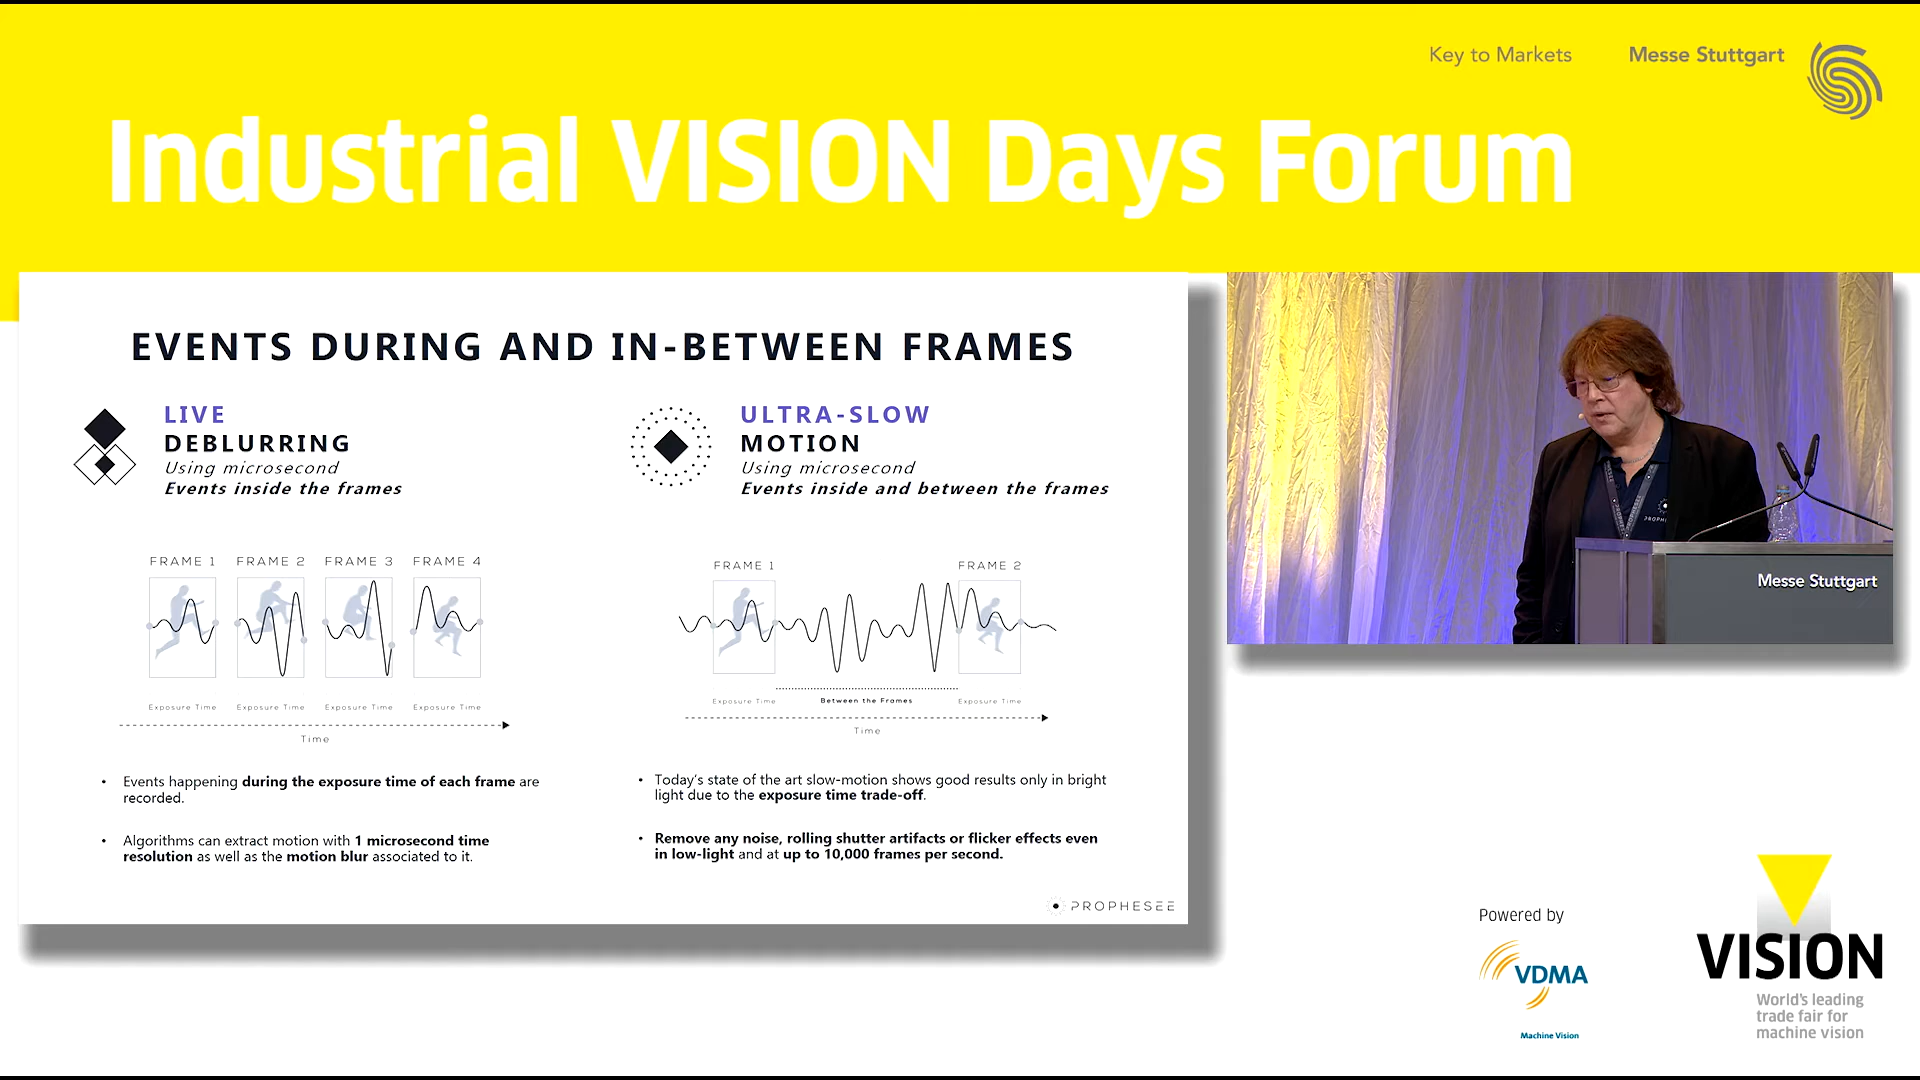 Key to Markets
Messe Stuttgart
Industrial VISION Days Forum
EVENTS DURING AND IN-BETWEEN FRAMES
LIVE
DEBLURRING
Using microsecond
Events inside the frames
FRAME 1 FRAME 2 FRAME 3 FRAME 4
Exposure Time Exposure Time Exposure Time Exposure Time
Time
• Events happening during the exposure time of each frame are
recorded.
• Algorithms can extract motion with 1 microsecond time
resolution as well as the motion blur associated to it.
ULTRA-SLOW
MOTION
Using microsecond
Events inside and between the frames
FRAME 1 FRAME 2
Exposure Time Between the Frames Exposure Time
Time
• Today's state of the art slow-motion shows good results only in bright
light due to the exposure time trade-off.
• Remove any noise, rolling shutter artifacts or flicker effects even
in low-light and at up to 10,000 frames per second.
PROPHESEE
Messe Stuttgart
Powered by
VDMA
Machine Vision
VISION
World's leading
trade fair for
machine vision